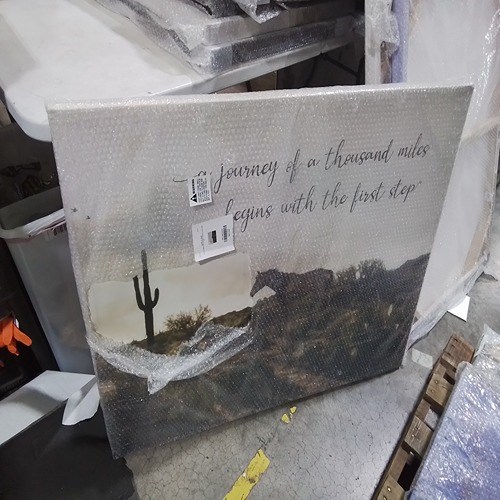 journey of a thousand miles
begins with the first step"